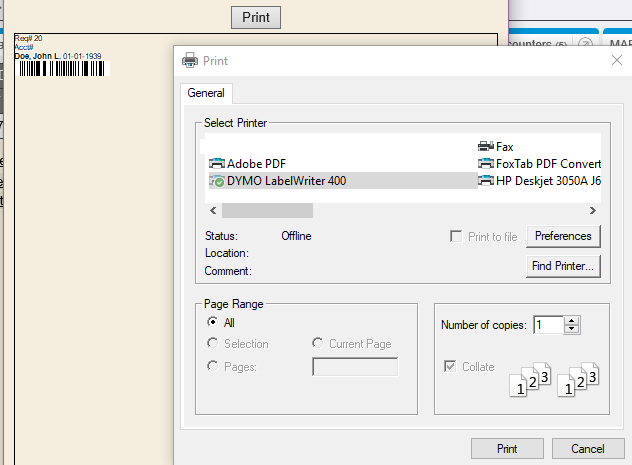 Print
Req# 20
Acct#
Doe, John L. 01-01-1939
counters (5)
MAR
Print
General
Select Printer
Fax
Adobe PDF
FoxTab PDF Convert
DYMO LabelWriter 400
HP Deskjet 3050A J6
Status: Offline
Print to file
Preferences
Location:
Comment:
Find Printer...
Page Range
All
Number of copies: 1
Selection
Current Page
Pages:
Collate
1 2 3 1 2 3
Print
Cancel